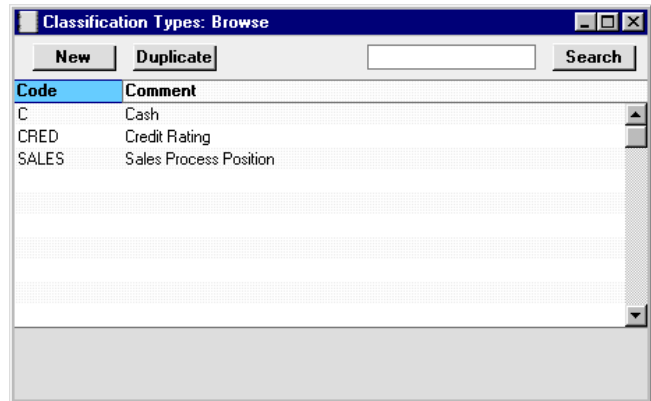 Classification Types: Browse
New Duplicate Search
Code Comment
C Cash
CRED Credit Rating
SALES Sales Process Position